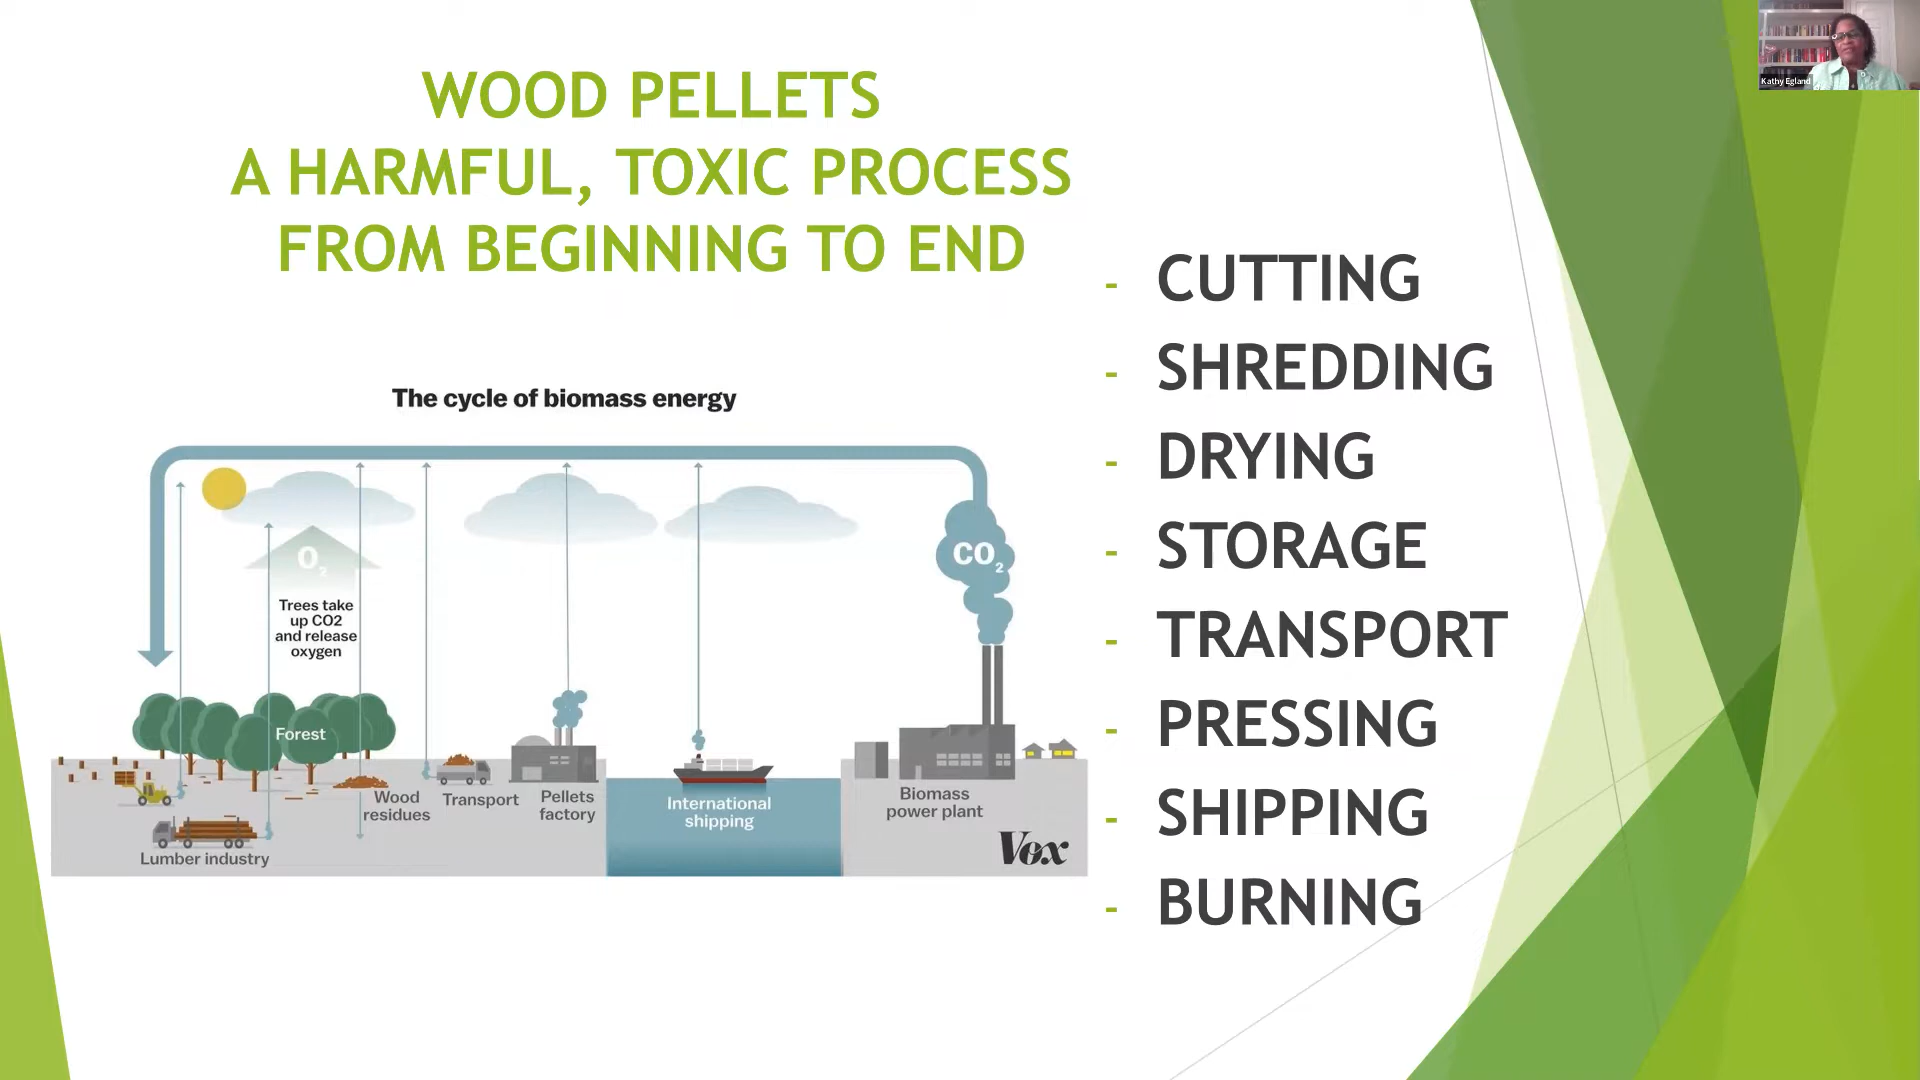 WOOD PELLETS
A HARMFUL, TOXIC PROCESS
FROM BEGINNING TO END
The cycle of biomass energy
O2
Trees take
up CO2
and release
oxygen
CO2
Forest
Wood
residues
Transport
Pellets
factory
International
shipping
Biomass
power plant
Lumber industry
Vox
- CUTTING
- SHREDDING
- DRYING
- STORAGE
- TRANSPORT
- PRESSING
- SHIPPING
- BURNING
Kathy Egland